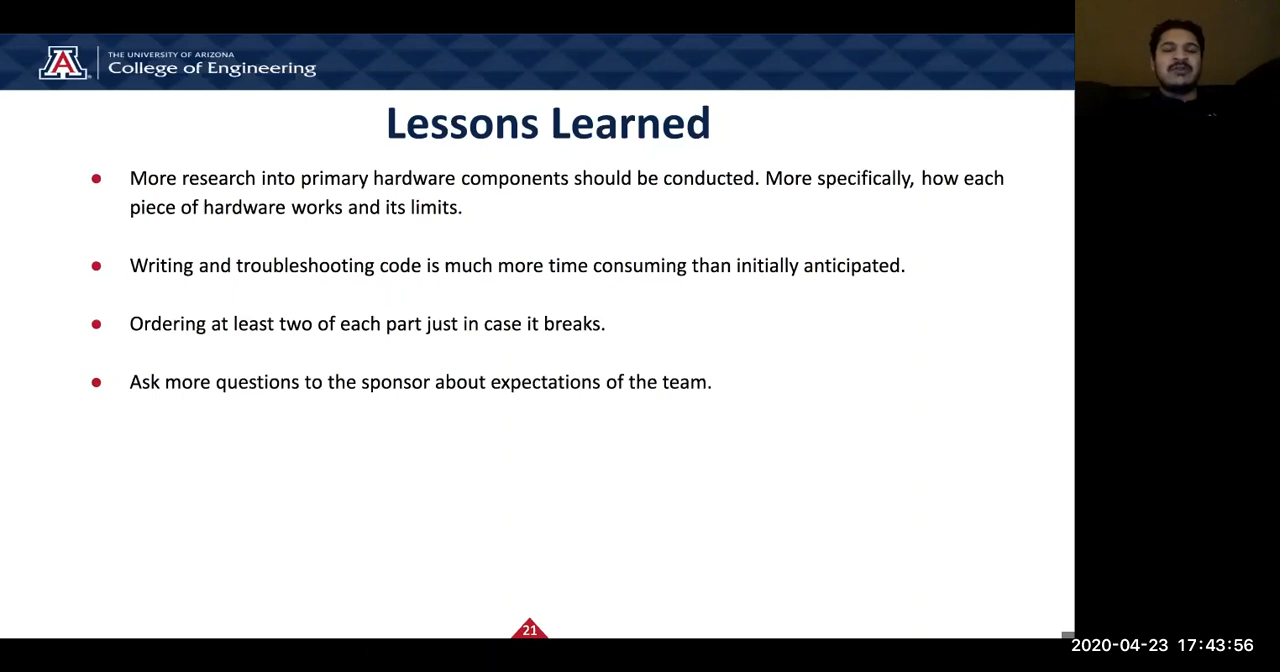 THE UNIVERSITY OF ARIZONA
College of Engineering
Lessons Learned
More research into primary hardware components should be conducted. More specifically, how each
piece of hardware works and its limits.
Writing and troubleshooting code is much more time consuming than initially anticipated.
Ordering at least two of each part just in case it breaks.
Ask more questions to the sponsor about expectations of the team.
21
2020-04-23 17:43:56